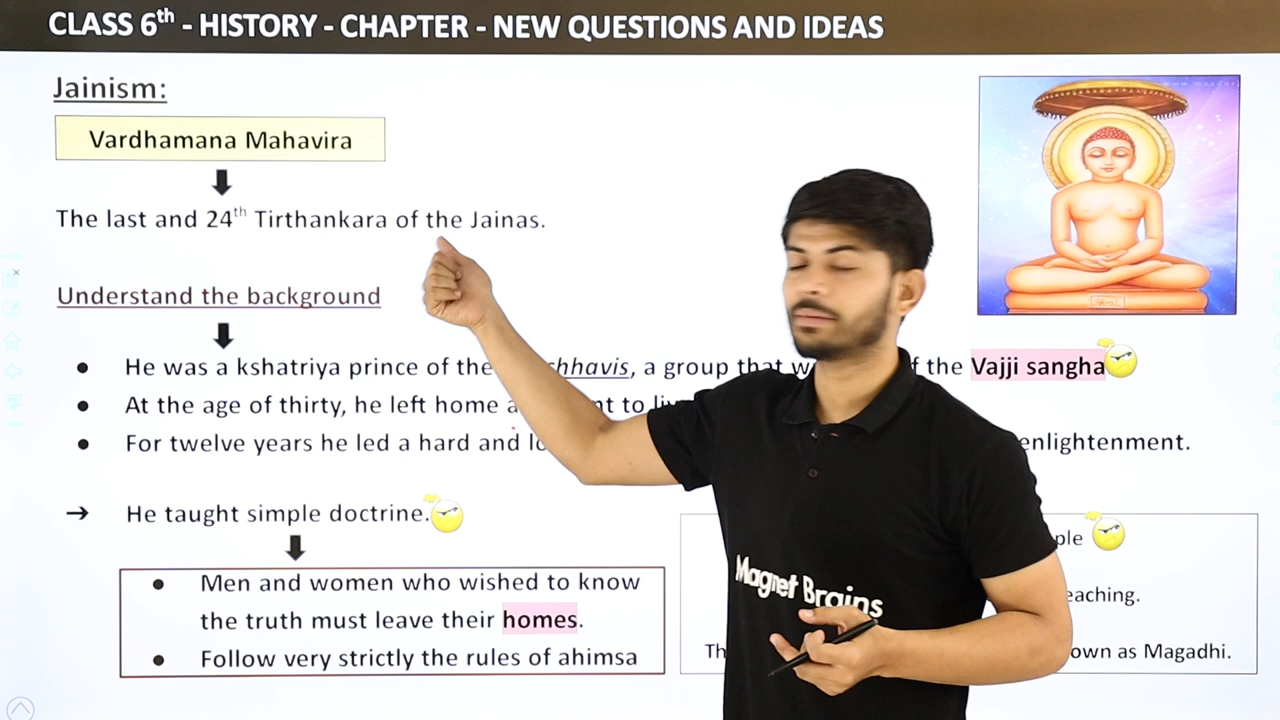 CLASS 6th - HISTORY - CHAPTER - NEW QUESTIONS AND IDEAS
Jainism:
Vardhamana Mahavira
The last and 24th Tirthankara of the Jainas.
Understand the background
He was a kshatriya prince of the a group that of the Vajji sangha
At the age of thirty, he left home to
For twelve years he led a hard and enlightenment.
→ He taught simple doctrine.
Men and women who wished to know
the truth must leave their homes.
Follow very strictly the rules of ahimsa
as Magadhi.
Magnet Brains